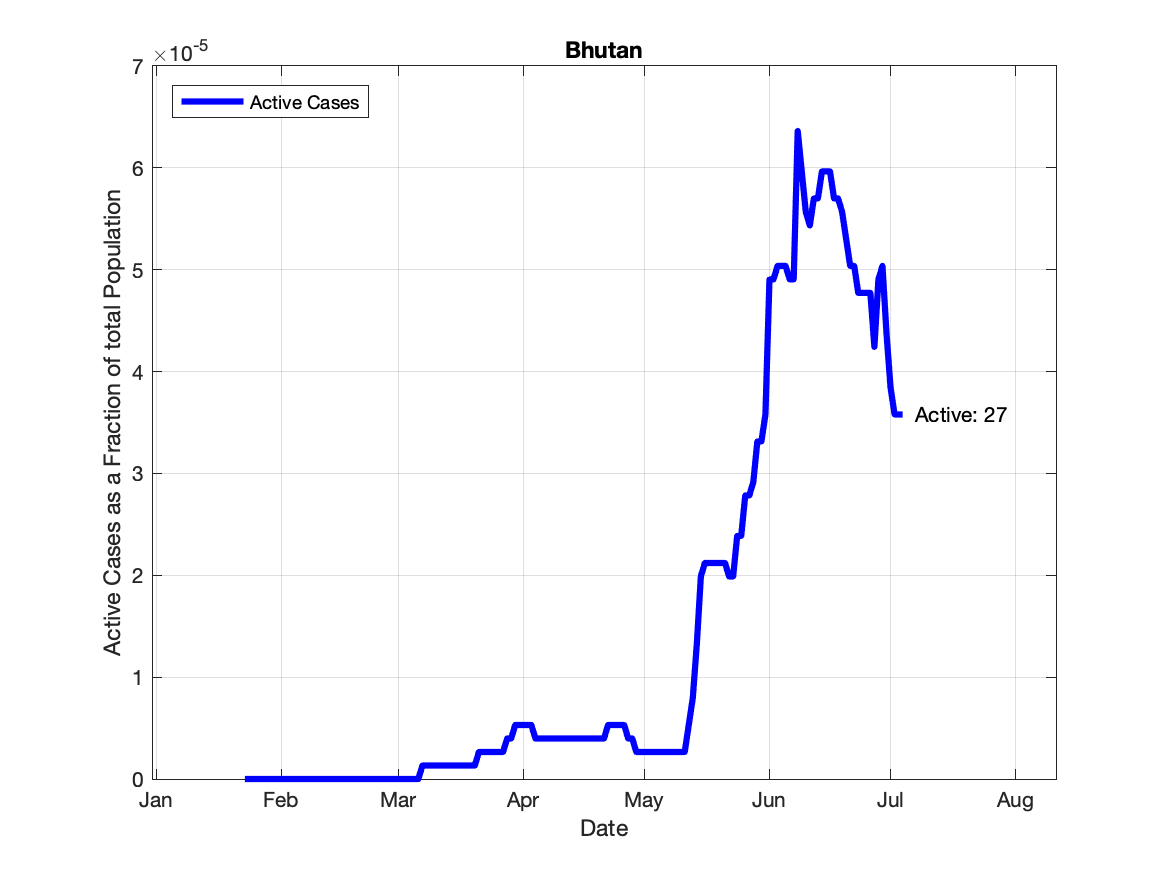 Bhutan
×10-5
Active Cases
7
6
5
4
3
2
1
0
Active Cases as a Fraction of total Population
Active: 27
Jan Feb Mar Apr May Jun Jul Aug
Date